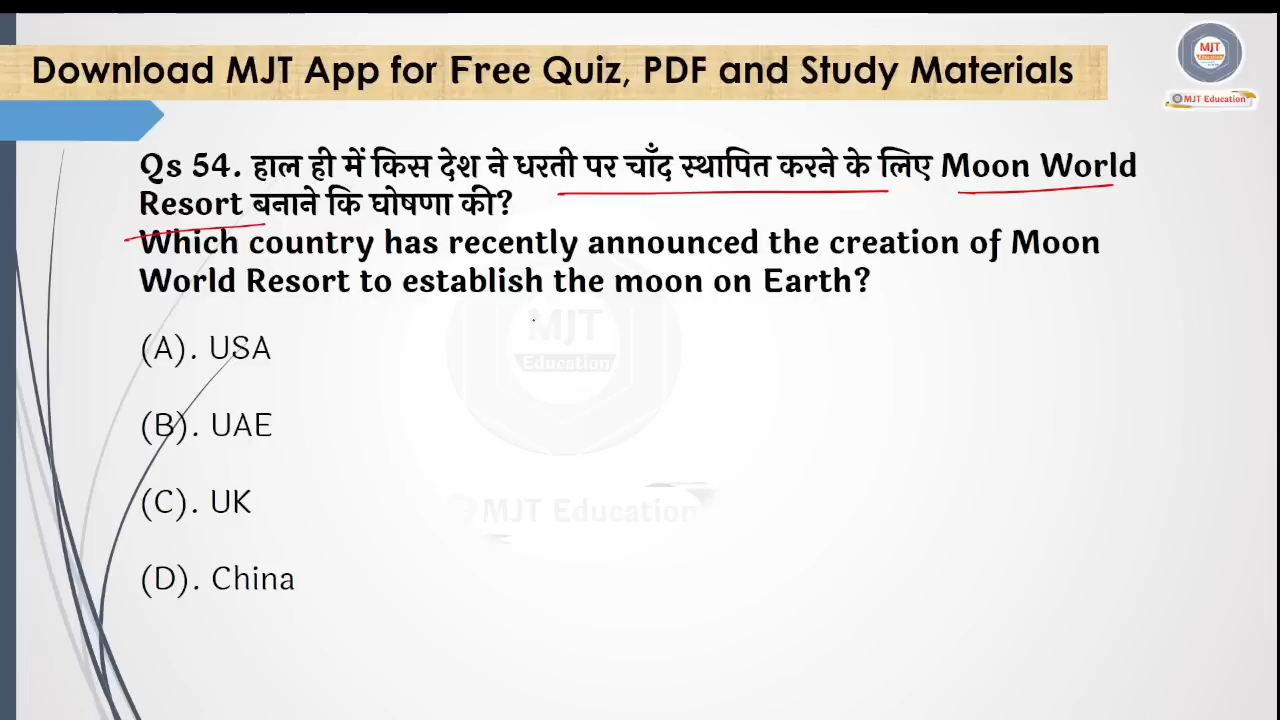 Download MJT App for Free Quiz, PDF and Study Materials
MJT
Education
MJT Education
Qs 54. हाल ही में किस देश ने धरती पर चाँद स्थापित करने के लिए Moon World
Resort बनाने कि घोषणा की?
Which country has recently announced the creation of Moon
World Resort to establish the moon on Earth?
MJT
Education
(A). USA
(B). UAE
(C). UK
MJT Education
(D). China